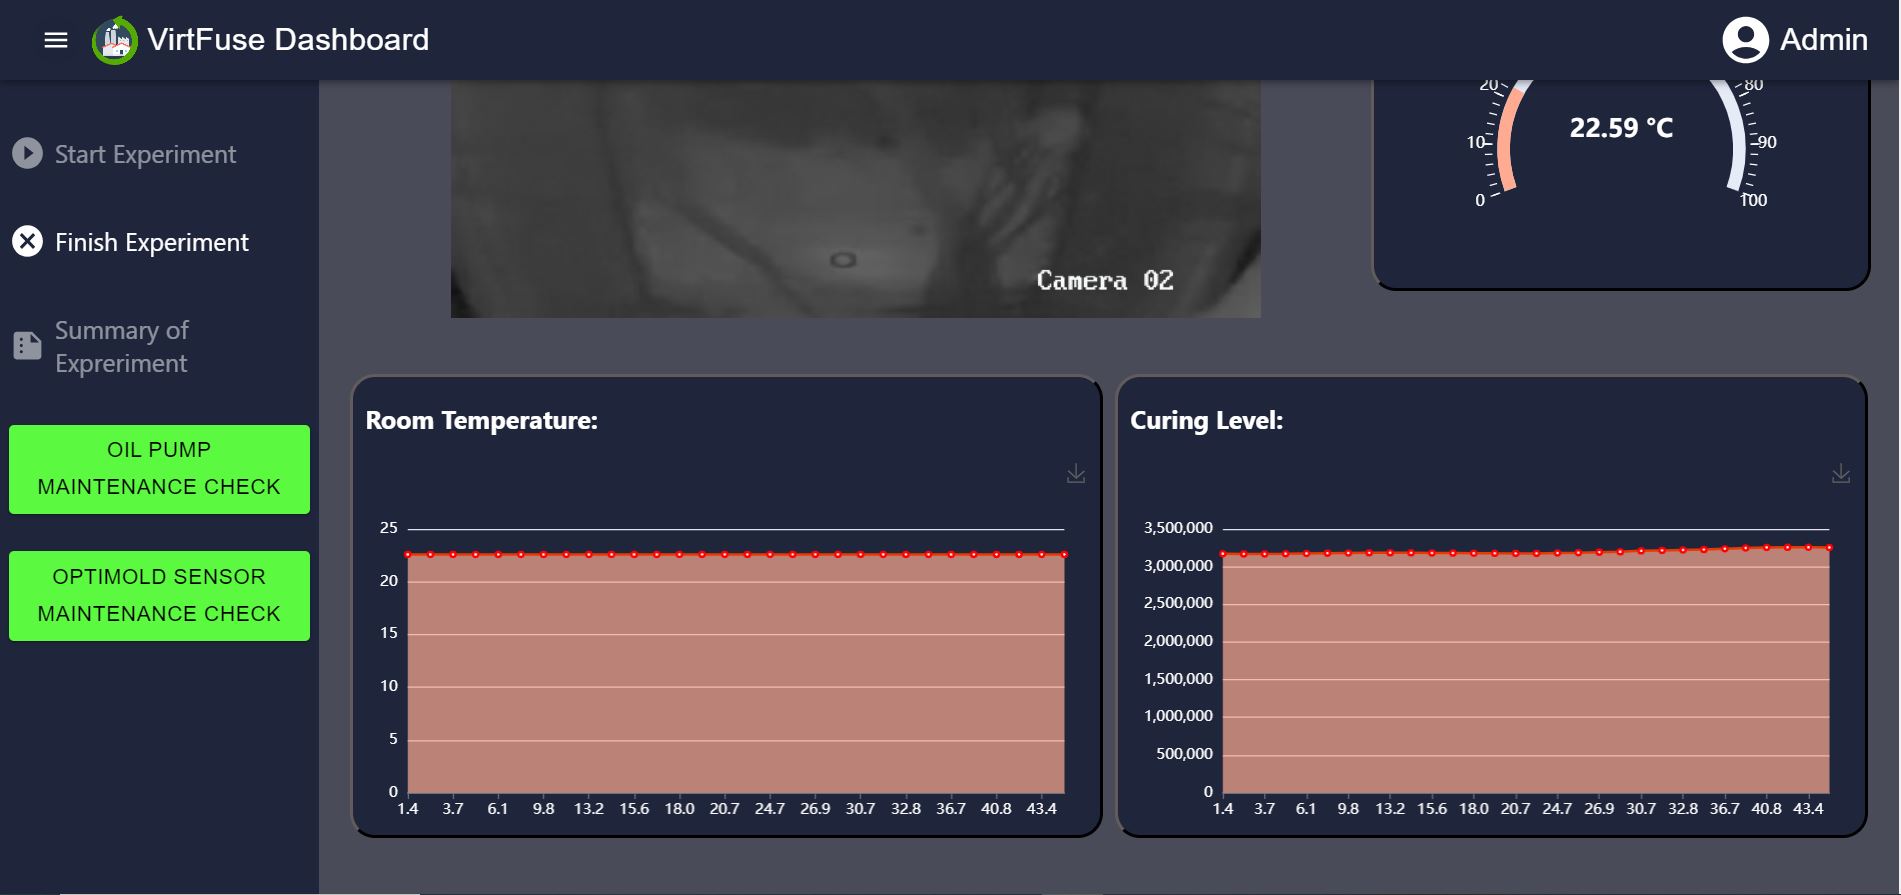 VirtFuse Dashboard
Admin
Start Experiment
Finish Experiment
Summary of
Expreriment
OIL PUMP
MAINTENANCE CHECK
OPTIMOLD SENSOR
MAINTENANCE CHECK
Camera 02
20
80
22.59 °C
10
90
0
100
Room Temperature:
25
20
15
10
5
0
1.4 3.7 6.1 9.8 13.2 15.6 18.0 20.7 24.7 26.9 30.7 32.8 36.7 40.8 43.4
Curing Level:
3,500,000
3,000,000
2,500,000
2,000,000
1,500,000
1,000,000
500,000
0
1.4 3.7 6.1 9.8 13.2 15.6 18.0 20.7 24.7 26.9 30.7 32.8 36.7 40.8 43.4